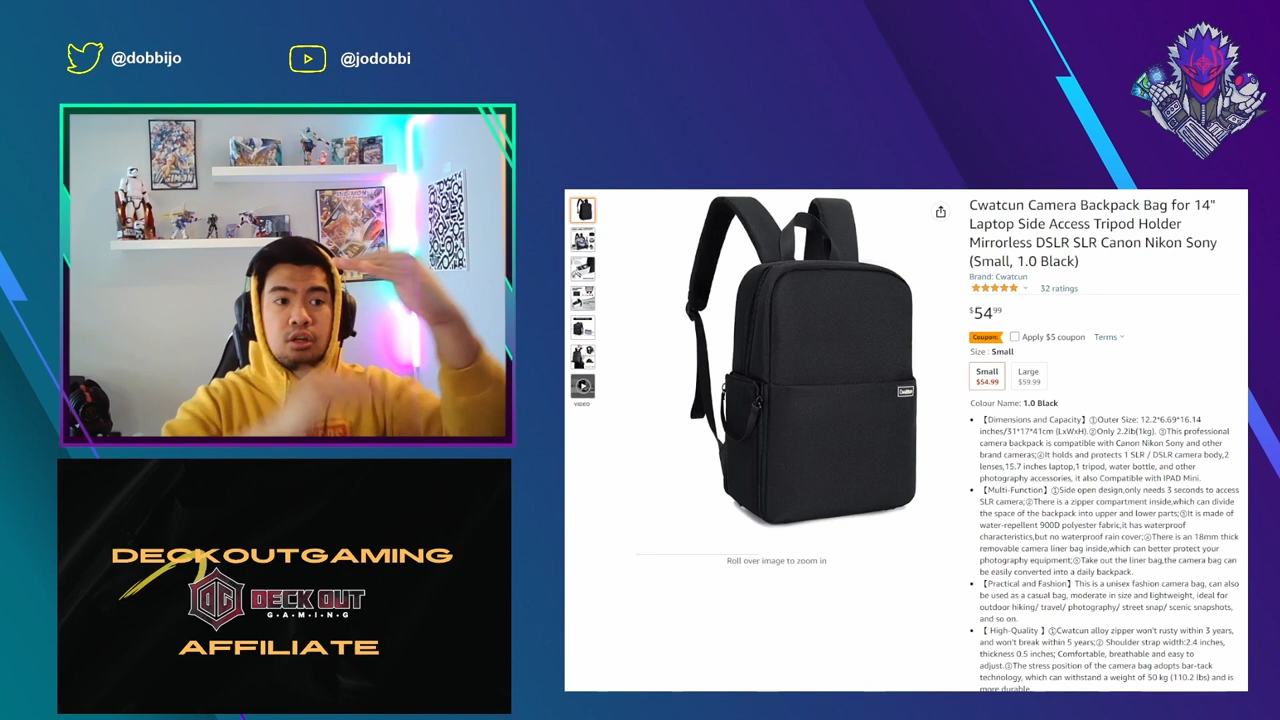 @dobbijo
@jodobbi
DIGIMON
DECKOUTGAMING
DG DECK OUT
G·A·M·I·N·G
AFFILIATE
VIDEO
Roll over image to zoom in
Cwatcun Camera Backpack Bag for 14"
Laptop Side Access Tripod Holder
Mirrorless DSLR SLR Canon Nikon Sony
(Small, 1.0 Black)
Brand: Cwatcun
32 ratings
$54⁹⁹
Coupon: Apply $5 coupon Terms
Size : Small
Small Large
$54.99 $59.99
Colour Name: 1.0 Black
• 【Dimensions and Capacity】①Outer Size: 12.2*6.69*16.14
inches/31*17*41cm (LxWxH).②Only 2.2lb(1kg). ③This professional
camera backpack is compatible with Canon Nikon Sony and other
brand cameras;④It holds and protects 1 SLR / DSLR camera body,2
lenses,15.7 inches laptop,1 tripod, water bottle, and other
photography accessories, it also Compatible with IPAD Mini.
• 【Multi-Function】①Side open design,only needs 3 seconds to access
SLR camera;②There is a zipper compartment inside,which can divide
the space of the backpack into upper and lower parts;③It is made of
water-repellent 900D polyester fabric,it has waterproof
characteristics,but no waterproof rain cover;④There is an 18mm thick
removable camera liner bag inside,which can better protect your
photography equipment;⑤Take out the liner bag,the camera bag can
be easily converted into a daily backpack.
• 【Practical and Fashion】This is a unisex fashion camera bag, can also
be used as a casual bag, moderate in size and lightweight, ideal for
outdoor hiking/ travel/ photography/ street snap/ scenic snapshots,
and so on.
• 【 High-Quality 】①Cwatcun alloy zipper won't rusty within 3 years,
and won't break within 5 years;② Shoulder strap width:2.4 inches,
thickness 0.5 inches; Comfortable, breathable and easy to
adjust.③The stress position of the camera bag adopts bar-tack
technology, which can withstand a weight of 50 kg (110.2 lbs) and is
more durable.